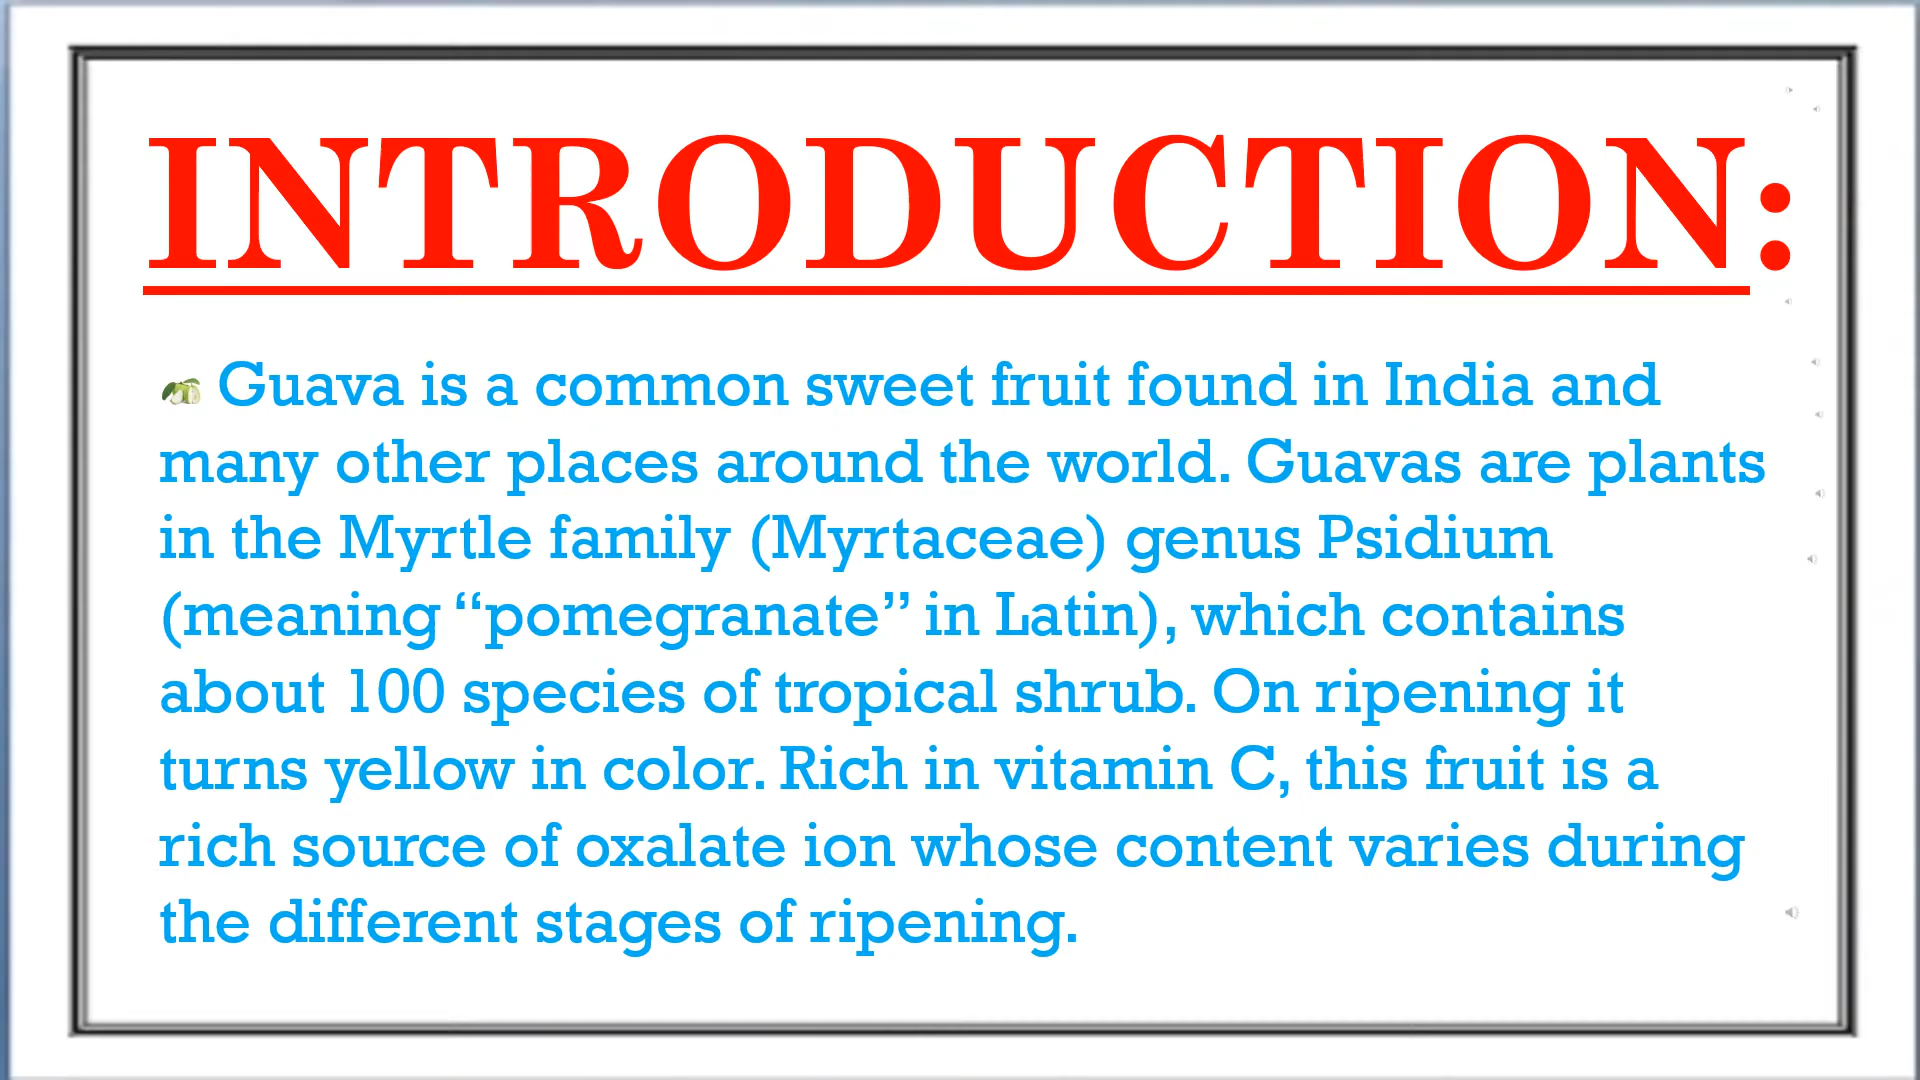 INTRODUCTION:
Guava is a common sweet fruit found in India and
many other places around the world. Guavas are plants
in the Myrtle family (Myrtaceae) genus Psidium
(meaning “pomegranate” in Latin), which contains
about 100 species of tropical shrub. On ripening it
turns yellow in color. Rich in vitamin C, this fruit is a
rich source of oxalate ion whose content varies during
the different stages of ripening.